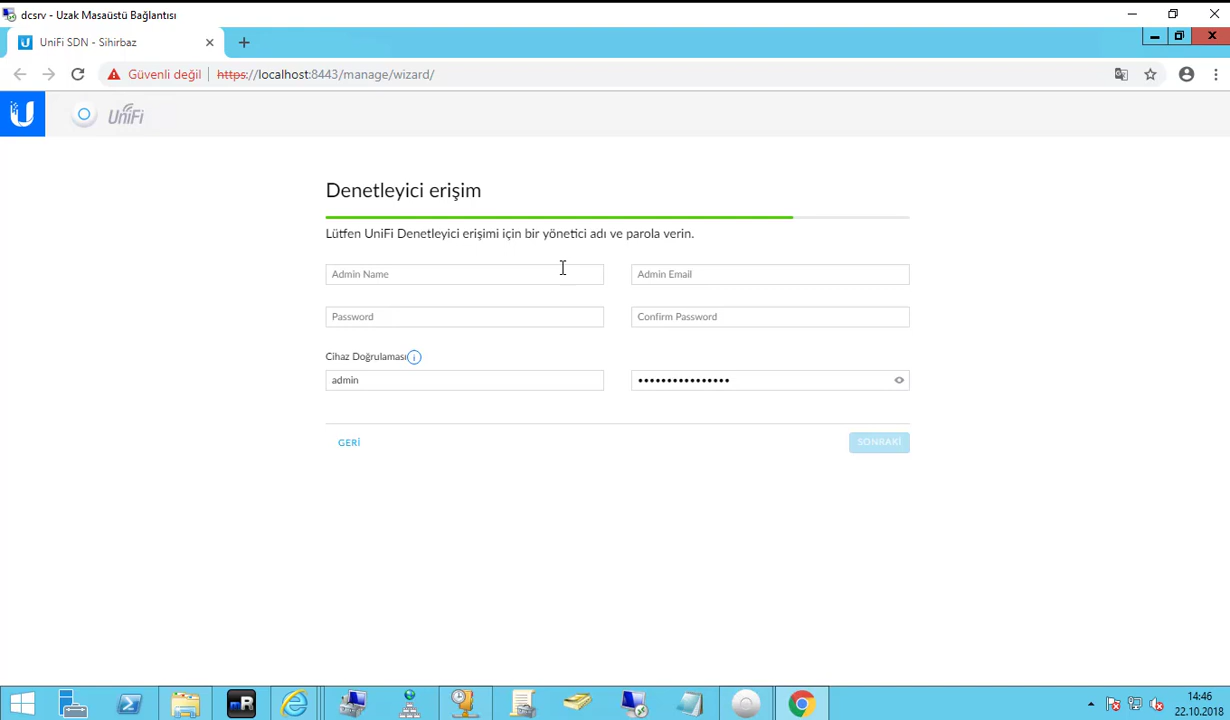 dcsrv - Uzak Masaüstü Bağlantısı
UniFi SDN - Sihirbaz
Güvenli değil
https://localhost:8443/manage/wizard/
UniFi
Denetleyici erişim
Lütfen UniFi Denetleyici erişimi için bir yönetici adı ve parola verin.
Admin Name
Admin Email
Password
Confirm Password
Cihaz Doğrulaması
admin
GERİ
SONRAKİ
14:46
22.10.2018